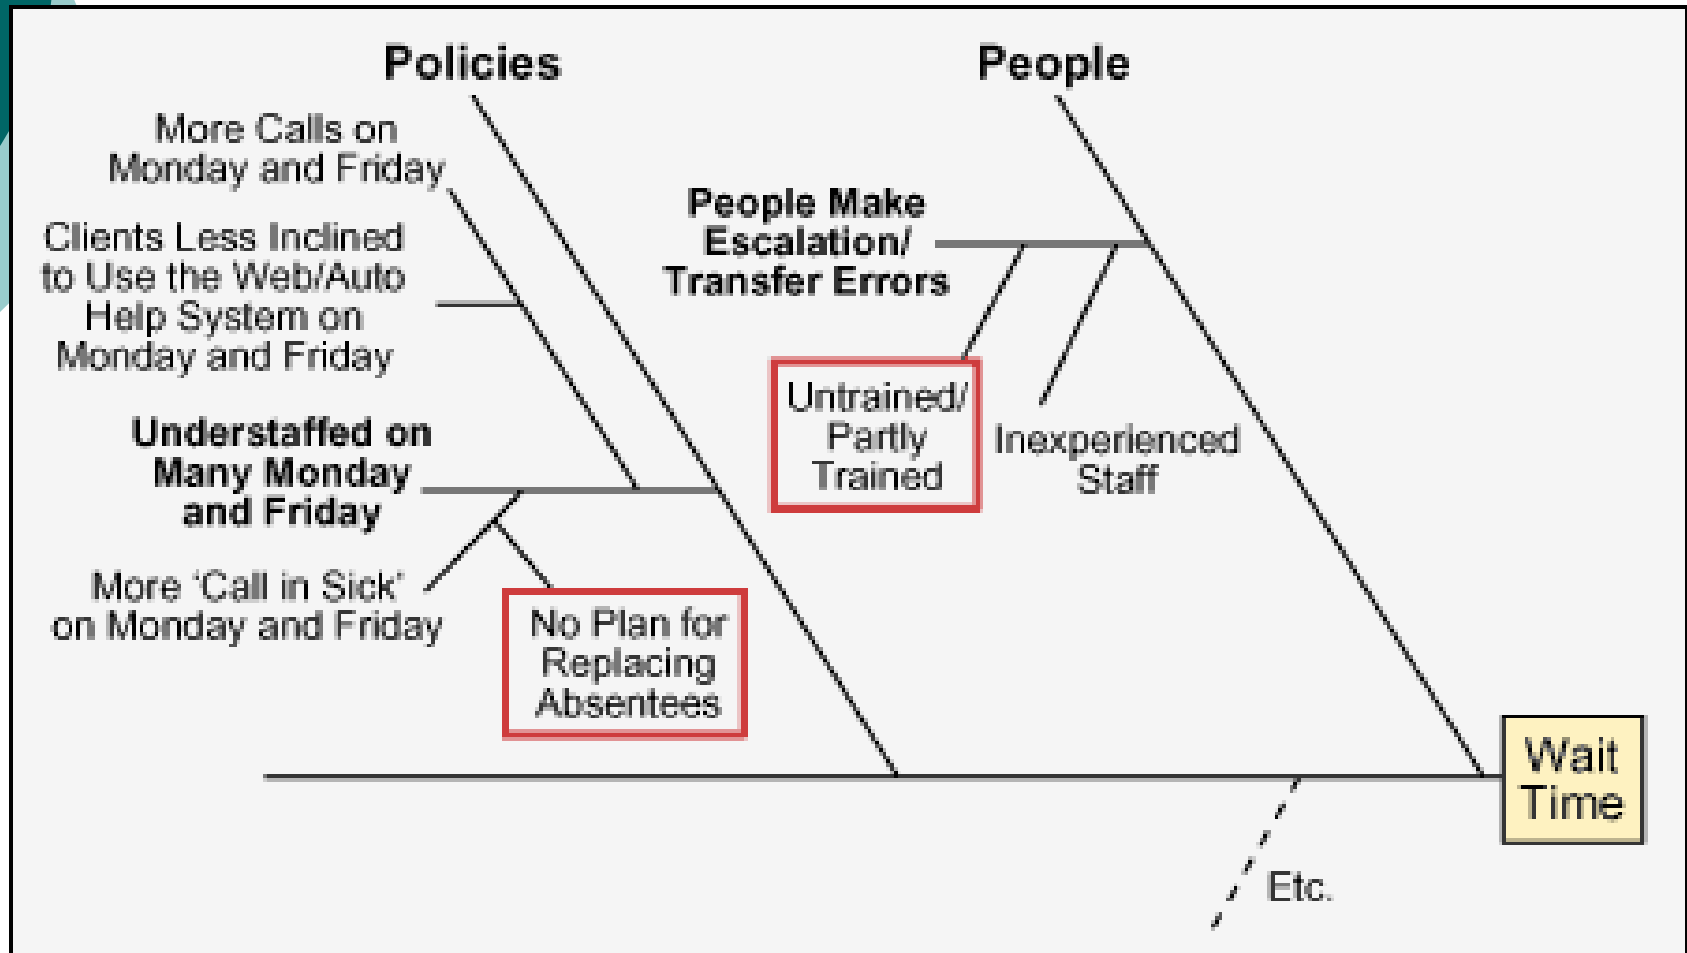 Policies
More Calls on
Monday and Friday
Clients Less Inclined
to Use the Web/Auto
Help System on
Monday and Friday
Understaffed on
Many Monday
and Friday
More ‘Call in Sick’
on Monday and Friday
No Plan for
Replacing
Absentees
People
People Make
Escalation/
Transfer Errors
Untrained/
Partly
Trained
Inexperienced
Staff
Wait
Time
Etc.